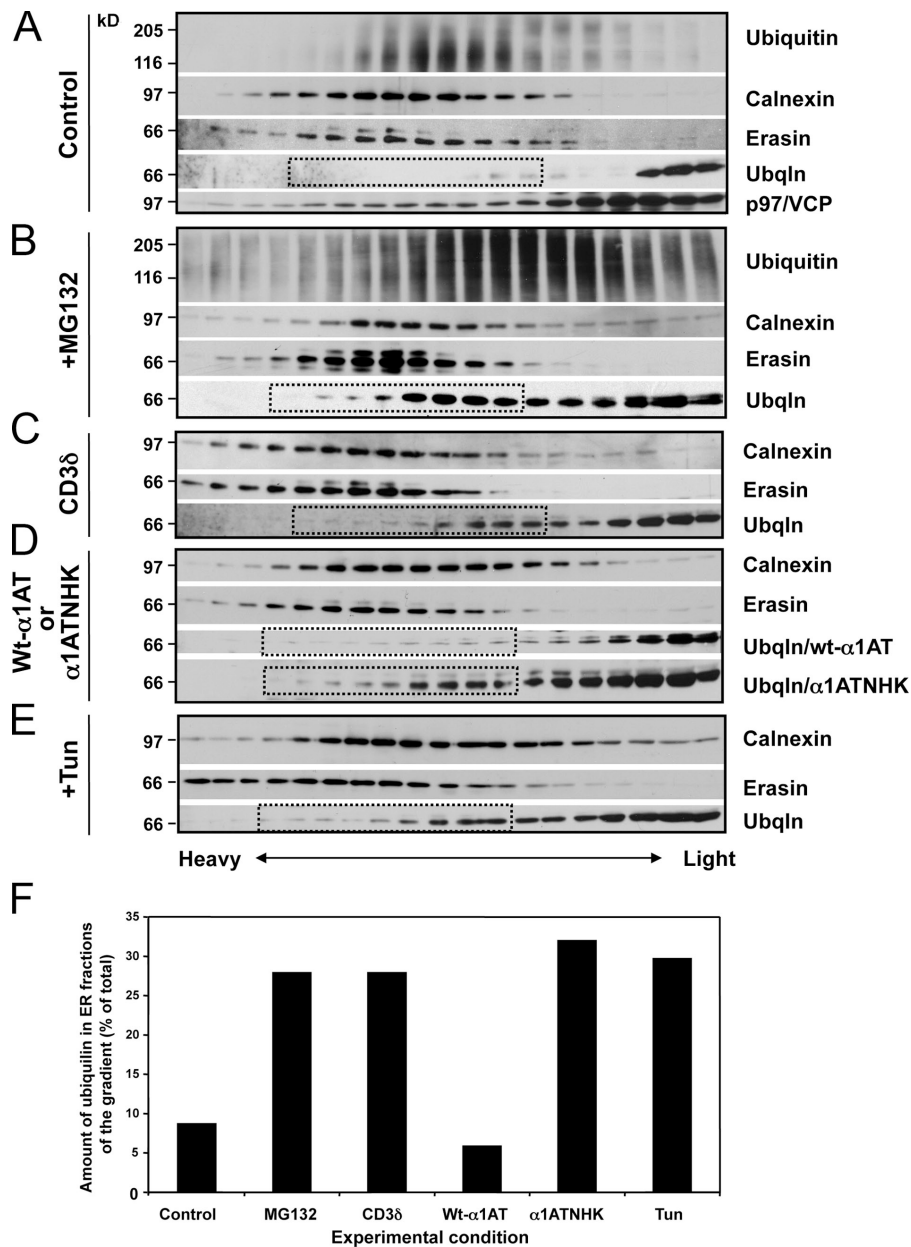 A
kD
Control
205
116
Ubiquitin
97
Calnexin
66
Erasin
66
Ubqln
97
p97/VCP
B
+MG132
205
116
Ubiquitin
97
Calnexin
66
Erasin
66
Ubqln
C
CD3δ
97
Calnexin
66
Erasin
66
Ubqln
D
Wt-α1AT
or
α1ATNHK
97
Calnexin
66
Erasin
66
Ubqln/wt-α1AT
66
Ubqln/α1ATNHK
E
+Tun
97
Calnexin
66
Erasin
66
Ubqln
Heavy
Light
F
Amount of ubiquilin in ER fractions
of the gradient (% of total)
35
30
25
20
15
10
5
0
Control
MG132
CD3δ
Wt-α1AT
α1ATNHK
Tun
Experimental condition